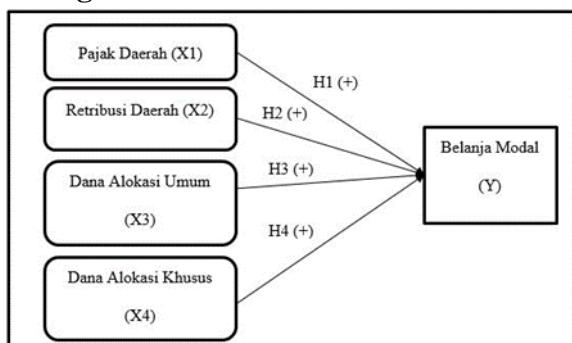 Pajak Daerah (X1)
H1 (+)
Retribusi Daerah (X2)
H2 (+)
Belanja Modal
(Y)
Dana Alokasi Umum
(X3)
H3 (+)
H4 (+)
Dana Alokasi Khusus
(X4)